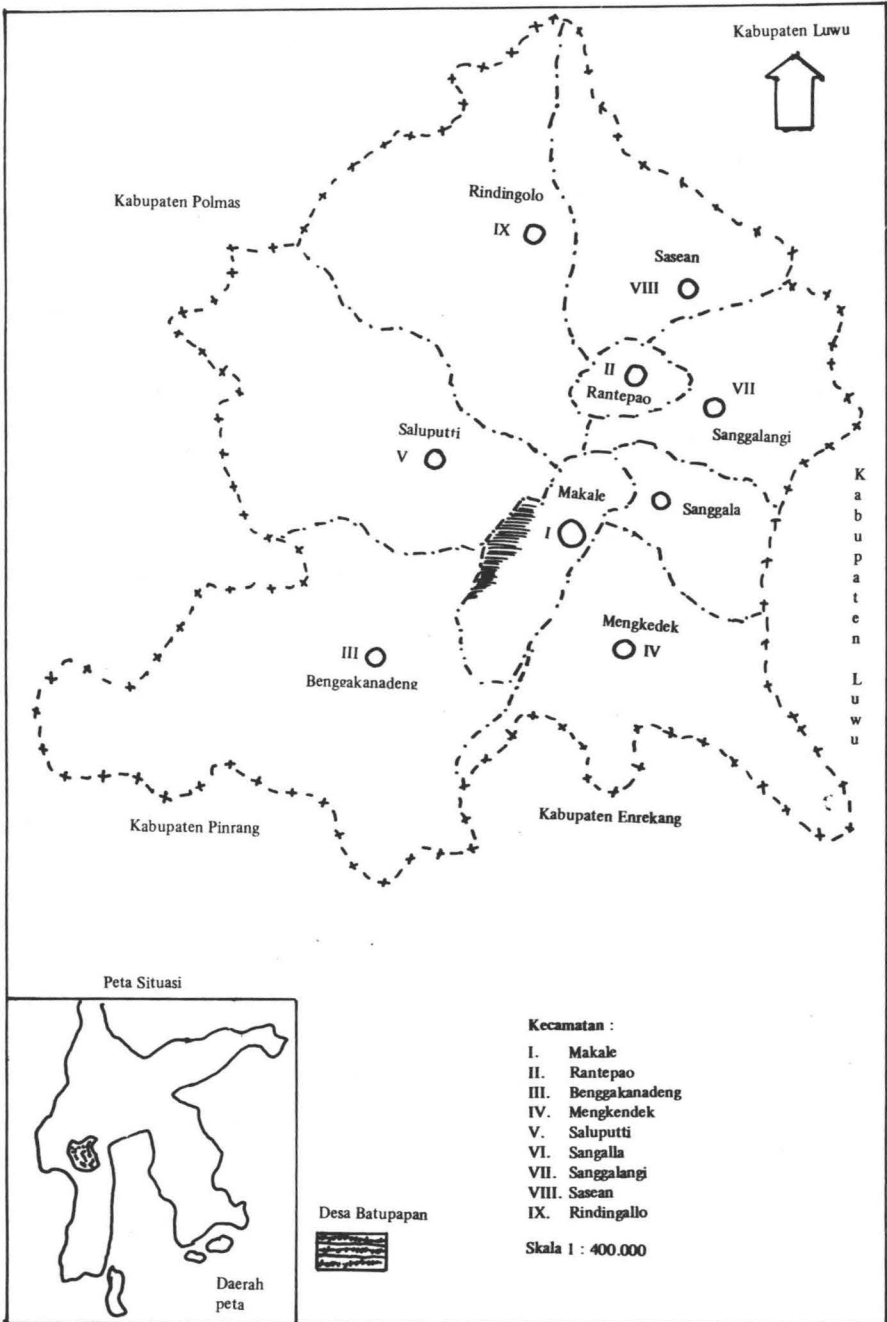 Kabupaten Luwu
Kabupaten Polmas
Rindingolo
IX
Sasean
VIII
II
Rantepao
VII
Sanggalangi
Saluputti
V
Makale
I
Sanggala
Kabupaten Luwu
Mengkedek
IV
III
Benggakanadeng
Kabupaten Pinrang
Kabupaten Enrekang
Peta Situasi
Daerah
peta
Desa Batupapan
Kecamatan :
I. Makale
II. Rantepao
III. Benggakanadeng
IV. Mengkendek
V. Saluputti
VI. Sangalla
VII. Sanggalangi
VIII. Sasean
IX. Rindingallo
Skala 1 : 400.000